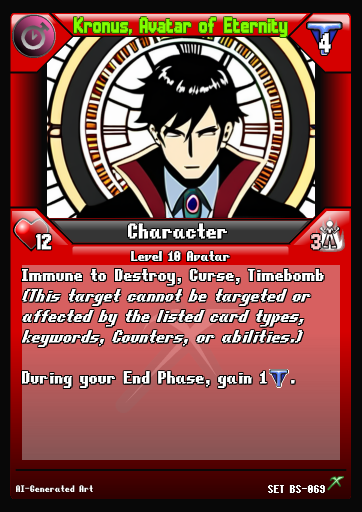 Kronus, Avatar of Eternity
4
12
Character
3
Level 10 Avatar
Immune to Destroy, Curse, Timebomb
(This target cannot be targeted or
affected by the listed card types,
keywords, Counters, or abilities.)
During your End Phase, gain 1 T.
AI-Generated Art
SET BS-069